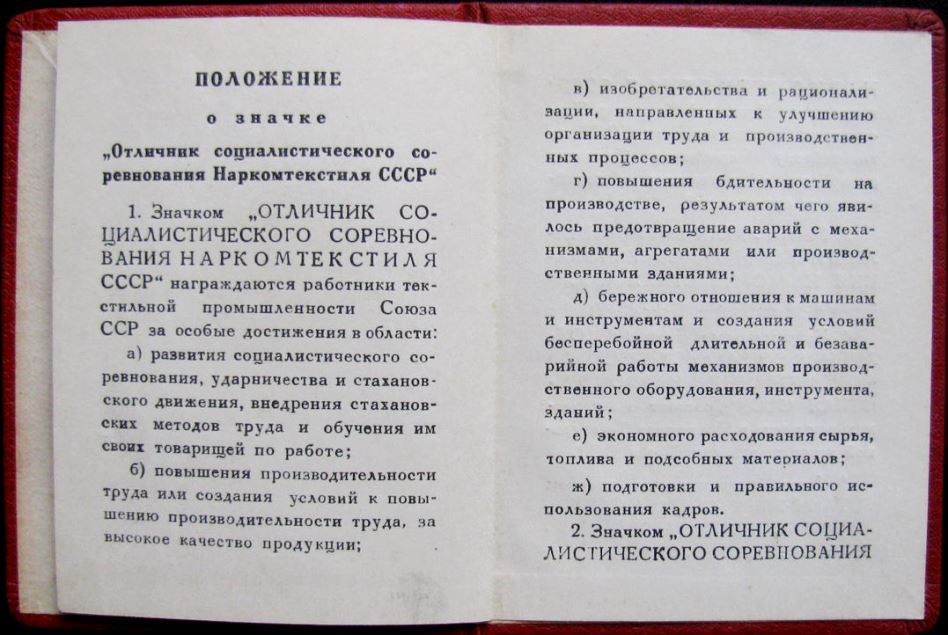 ПОЛОЖЕНИЕ
о значке
„Отличник социалистического со-
ревнования Наркомтекстиля СССР“
1. Значком „ОТЛИЧНИК СО-
ЦИАЛИСТИЧЕСКОГО СОРЕВНО-
ВАНИЯ НАРКОМТЕКСТИЛЯ
СССР“ награждаются работники тек-
стильной промышленности Союза
ССР за особые достижения в области:
а) развития социалистического со-
ревнования, ударничества и стаханов-
ского движения, внедрения стаханов-
ских методов труда и обучения им
своих товарищей по работе;
б) повышения производительности
труда или создания условий к повы-
шению производительности труда, за
высокое качество продукции;
в) изобретательства и рационали-
зации, направленных к улучшению
организации труда и производствен-
ных процессов;
г) повышения бдительности на
производстве, результатом чего яви-
лось предотвращение аварий с меха-
низмами, агрегатами или производ-
ственными зданиями;
д) бережного отношения к машинам
и инструментам и создания условий
бесперебойной длительной и безава-
рийной работы механизмов производ-
ственного оборудования, инструмента,
зданий;
е) экономного расходования сырья,
топлива и подсобных материалов;
ж) подготовки и правильного ис-
пользования кадров.
2. Значком „ОТЛИЧНИК СОЦИА-
ЛИСТИЧЕСКОГО СОРЕВНОВАНИЯ